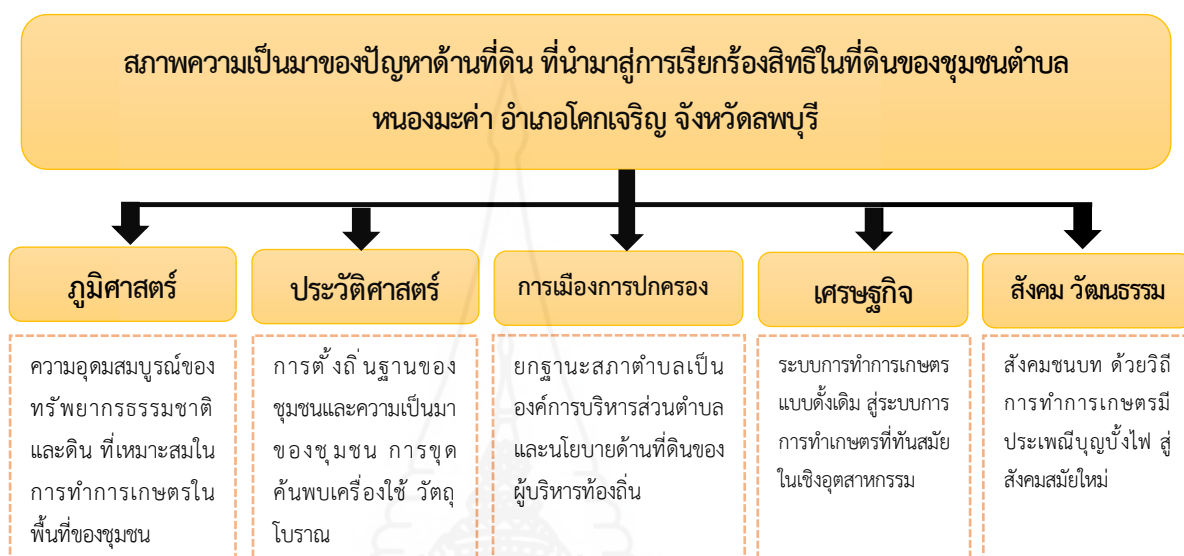 สภาพความเป็นมาของปัญหาด้านที่ดิน ที่นำมาสู่การเรียกร้องสิทธิในที่ดินของชุมชนตำบล
หนองมะค่า อำเภอโคกเจริญ จังหวัดลพบุรี
ภูมิศาสตร์
ความอุดมสมบูรณ์ของ
ทรัพยากรธรรมชาติ
และดิน ที่เหมาะสมใน
การทำการเกษตรใน
พื้นที่ของชุมชน
ประวัติศาสตร์
การตั้งถิ่นฐานของ
ชุมชนและความเป็นมา
ของชุมชน การขุด
ค้นพบเครื่องใช้ วัตถุ
โบราณ
การเมืองการปกครอง
ยกฐานะสภาตำบลเป็น
องค์การบริหารส่วนตำบล
และนโยบายด้านที่ดินของ
ผู้บริหารท้องถิ่น
เศรษฐกิจ
ระบบการทำการเกษตร
แบบดั้งเดิม สู่ระบบการ
การทำเกษตรที่ทันสมัย
ในเชิงอุตสาหกรรม
สังคม วัฒนธรรม
สังคมชนบท ด้วยวิถี
การทำการเกษตรมี
ประเพณีบุญบั้งไฟ สู่
สังคมสมัยใหม่